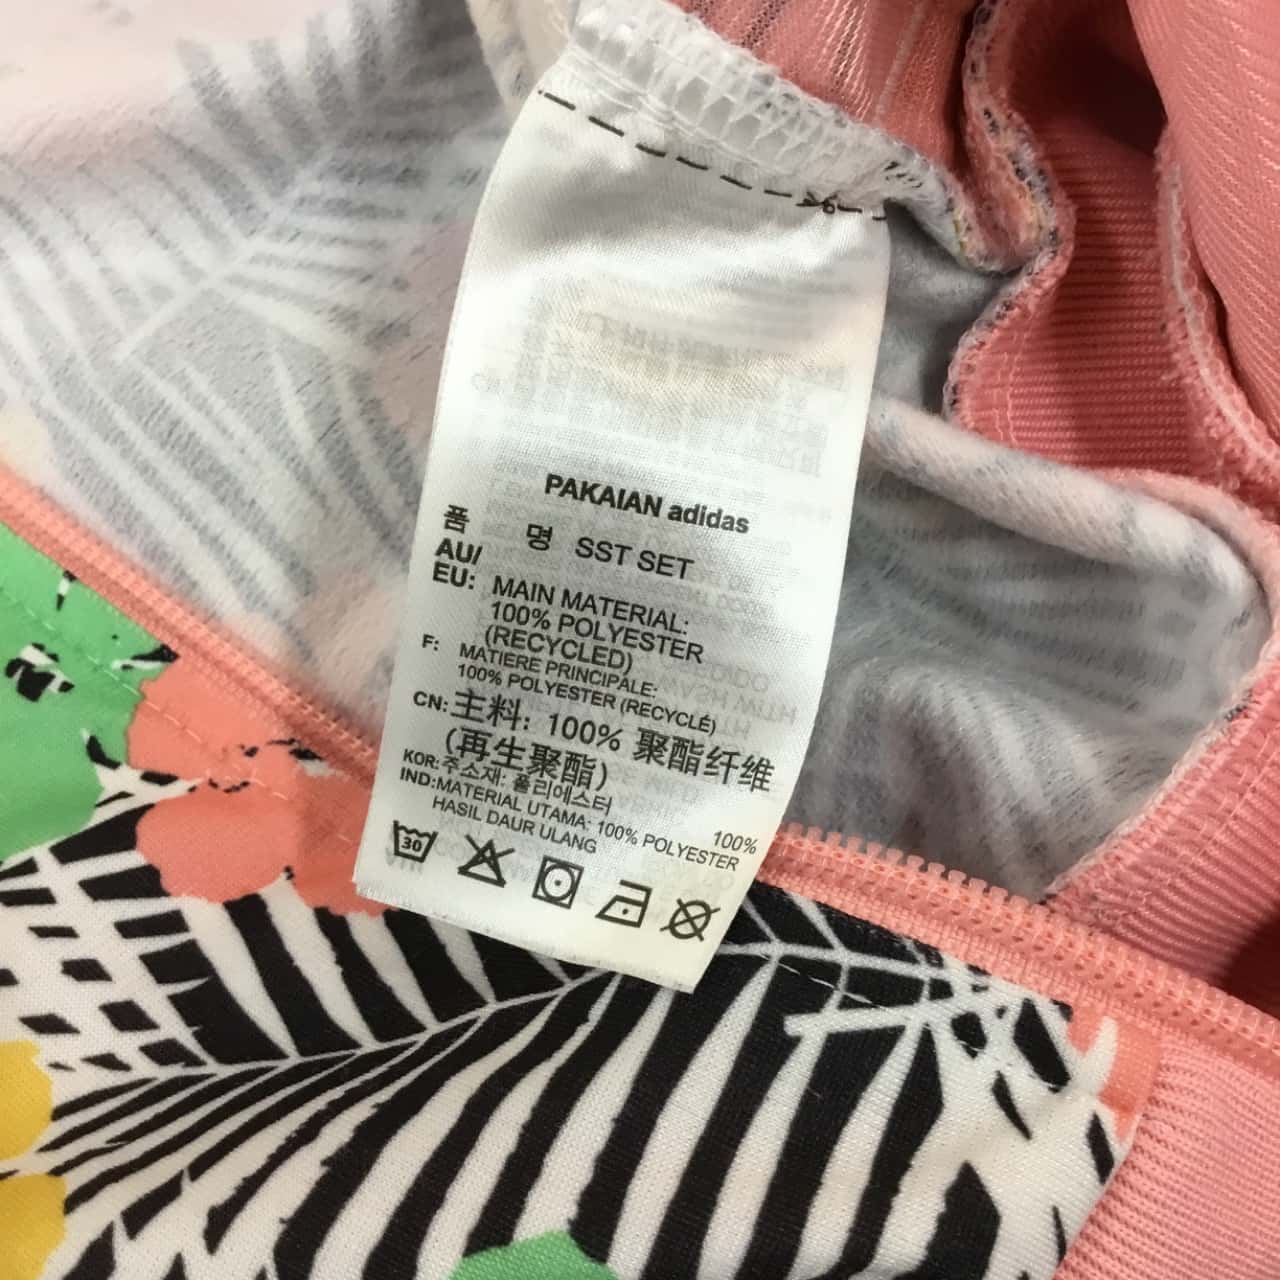 PAKAIAN adidas
품 명 SST SET
AU/
EU: MAIN MATERIAL:
100% POLYESTER
(RECYCLED)
F: MATIERE PRINCIPALE:
100% POLYESTER (RECYCLÉ)
CN: 主料: 100% 聚酯纤维
(再生聚酯)
KOR: 주소재: 폴리에스터 100%
IND: MATERIAL UTAMA: 100% POLYESTER
HASIL DAUR ULANG
30